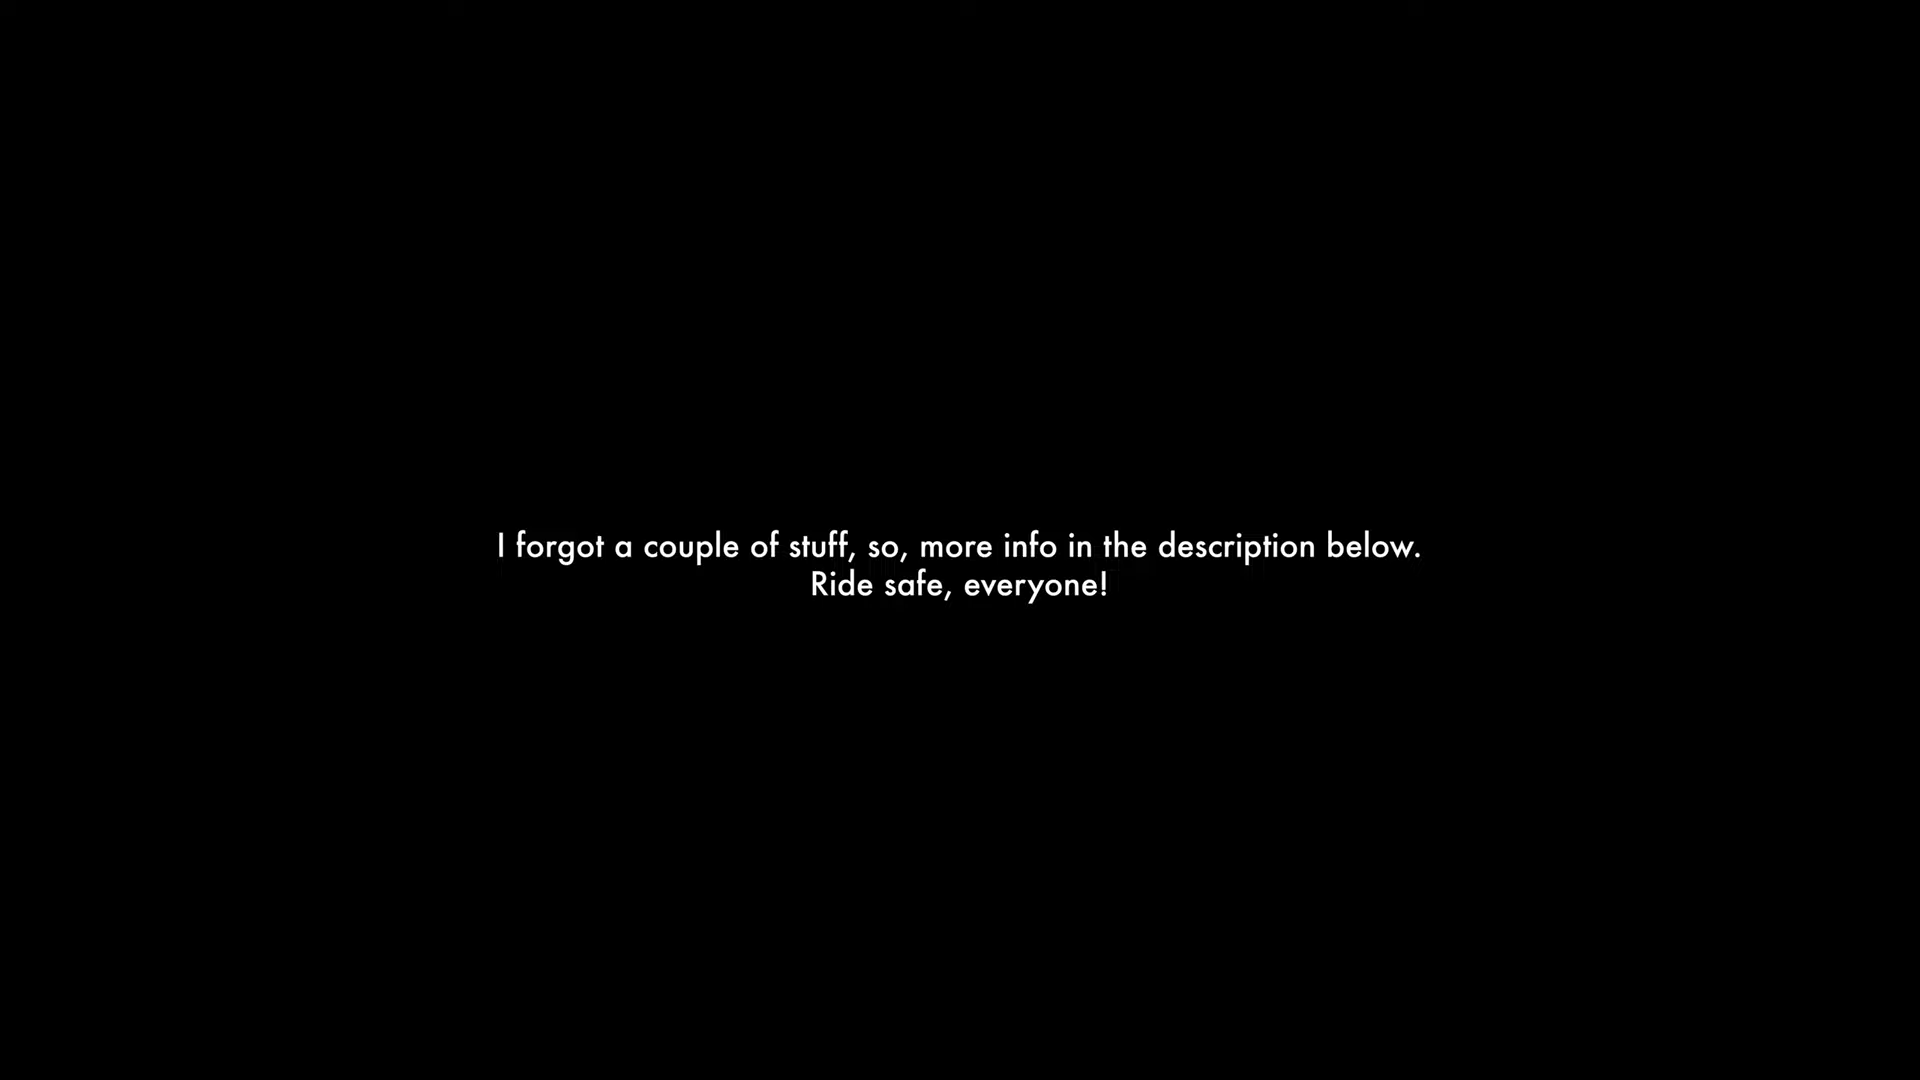 I forgot a couple of stuff, so, more info in the description below.
Ride safe, everyone!